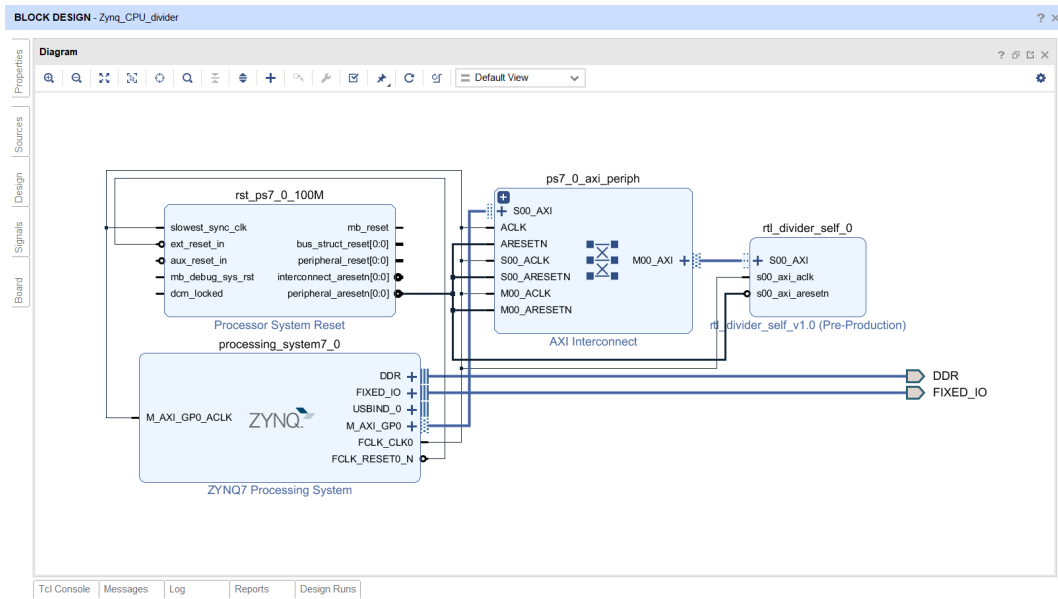 BLOCK DESIGN - Zynq_CPU_divider
? ×
Properties
Sources
Design
Signals
Board
Diagram
Default View
rst_ps7_0_100M
slowest_sync_clk
ext_reset_in
aux_reset_in
mb_debug_sys_rst
dcm_locked
mb_reset
bus_struct_reset[0:0]
peripheral_reset[0:0]
interconnect_aresetn[0:0]
peripheral_aresetn[0:0]
Processor System Reset
processing_system7_0
M_AXI_GP0_ACLK
ZYNQ
DDR
FIXED_IO
USBIND_0
M_AXI_GP0
FCLK_CLK0
FCLK_RESET0_N
ZYNQ7 Processing System
ps7_0_axi_periph
S00_AXI
ACLK
ARESETN
S00_ACLK
S00_ARESETN
M00_ACLK
M00_ARESETN
M00_AXI
AXI Interconnect
rtl_divider_self_0
S00_AXI
s00_axi_aclk
s00_axi_aresetn
rtl_divider_self_v1.0 (Pre-Production)
DDR
FIXED_IO
Tcl Console
Messages
Log
Reports
Design Runs